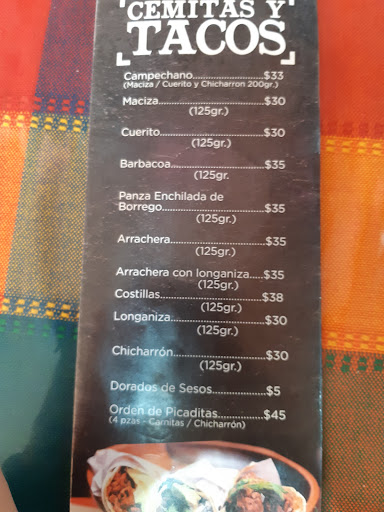 CEMITAS Y
TACOS
Campechano....................$33
(Maciza / Cuerito y Chicharron 200gr.)
Maciza...............................$30
(125gr.)
Cuerito..............................$30
(125gr.)
Barbacoa..........................$35
(125gr.
Panza Enchilada de
Borrego............................$35
(125gr.)
Arrachera.........................$35
(125gr.)
Arrachera con longaniza.....$35
(125gr.)
Costillas............................$38
(125gr.)
Longaniza.........................$30
(125gr.)
Chicharrón.......................$30
(125gr.)
Dorados de Sesos...............$5
Orden de Picaditas............$45
(4 pzas - Carnitas / Chicharrón)